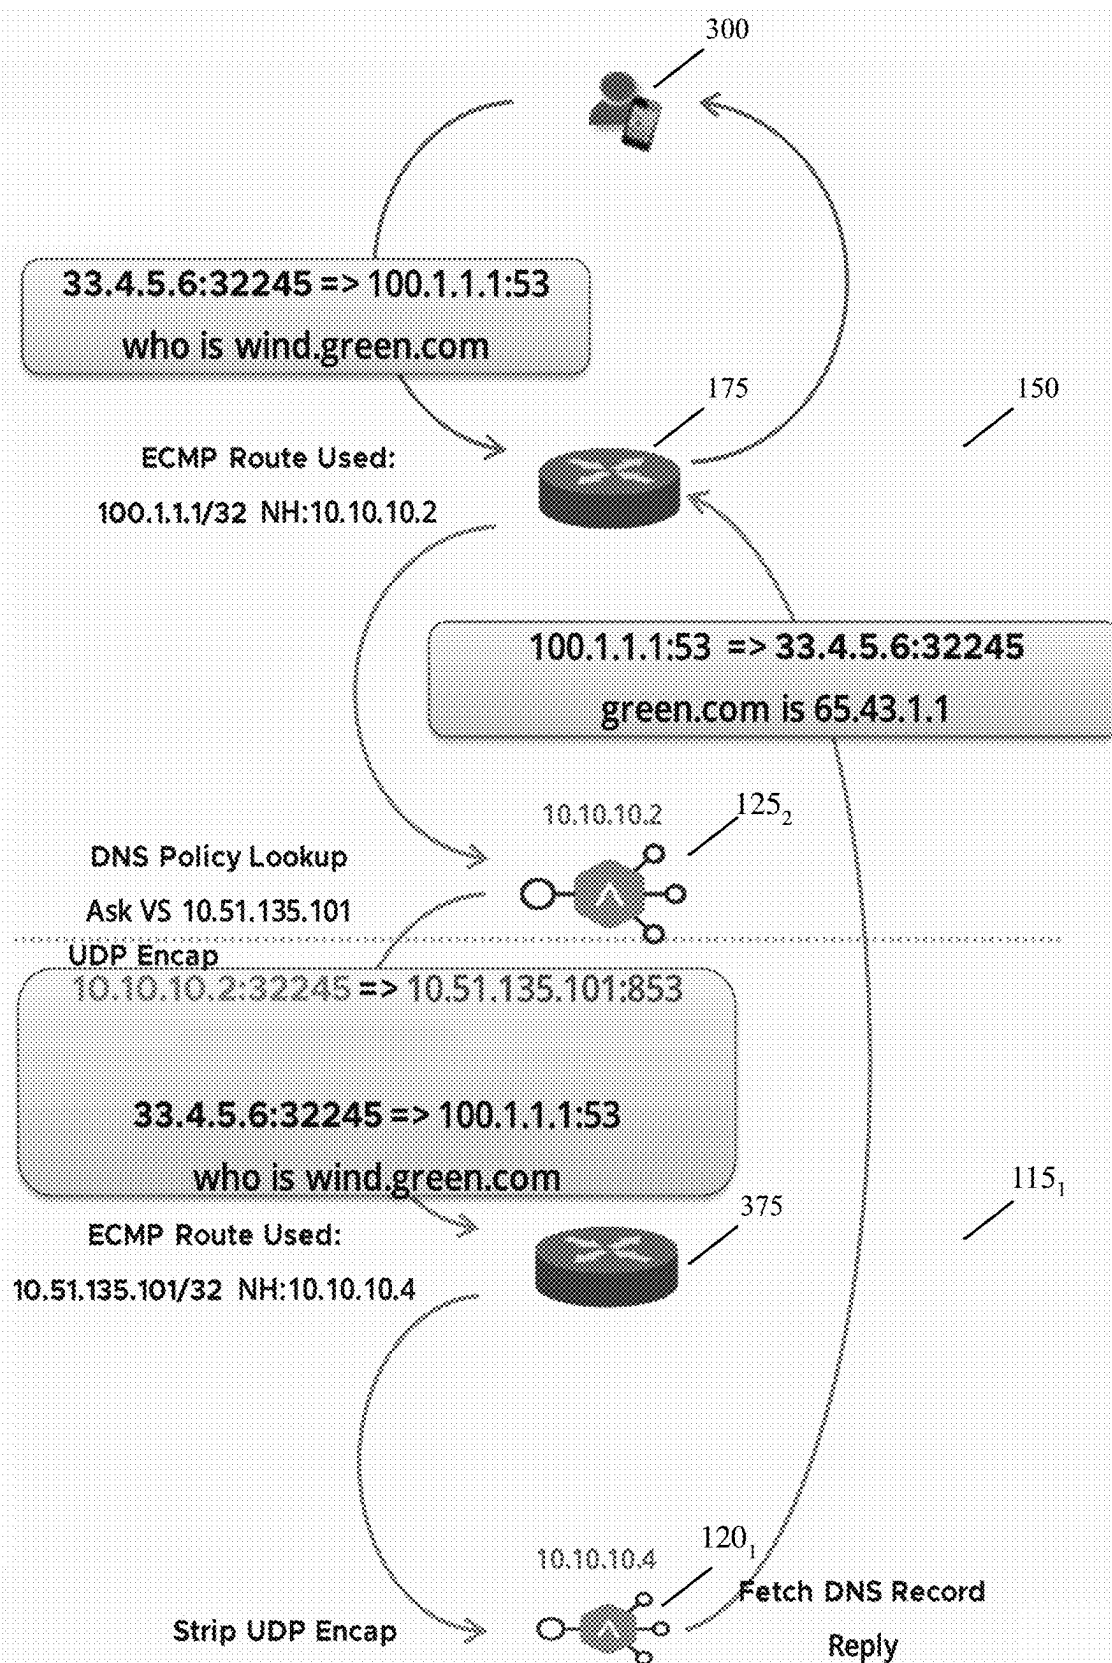 300
33.4.5.6:32245 => 100.1.1.1:53
who is wind.green.com
175
150
ECMP Route Used:
100.1.1.1/32 NH:10.10.10.2
100.1.1.1:53 => 33.4.5.6:32245
green.com is 65.43.1.1
10.10.10.2
125₂
DNS Policy Lookup
Ask VS 10.51.135.101
UDP Encap
10.10.10.2:32245 => 10.51.135.101:853
33.4.5.6:32245 => 100.1.1.1:53
who is wind.green.com
375
115₁
ECMP Route Used:
10.51.135.101/32 NH:10.10.10.4
10.10.10.4
120₁
Strip UDP Encap
Fetch DNS Record
Reply